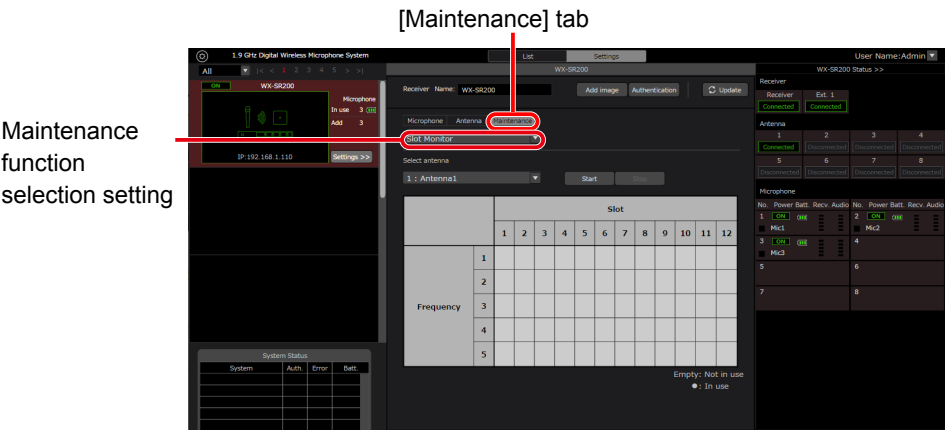 [Maintenance] tab
Maintenance
function
selection setting
1.9 GHz Digital Wireless Microphone System
List
Settings
User Name:Admin
All
|< < 1 2 3 4 5 > >|
ON WX-SR200
Microphone
In use 3
Add 3
IP:192.168.1.110
Settings >>
System Status
System Auth. Error Batt.
WX-SR200
Receiver Name: WX-SR200
Add image
Authentication
Update
Microphone Antenna Maintenance
Slot Monitor
Select antenna
1 : Antenna1
Start
Stop
Slot
1 2 3 4 5 6 7 8 9 10 11 12
Frequency
1
2
3
4
5
Empty: Not in use
●: In use
WX-SR200 Status >>
Receiver
Receiver Ext. 1
Connected Connected
Antenna
1 2 3 4
Connected Disconnected Disconnected Disconnected
5 6 7 8
Disconnected Disconnected Disconnected Disconnected
Microphone
No. Power Batt. Recv. Audio No. Power Batt. Recv. Audio
1 ON 2 ON
Mic1 Mic2
3 ON 4
Mic3
5 6
7 8